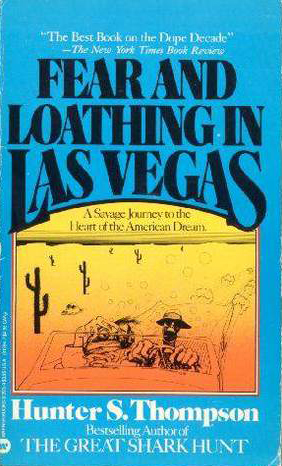 "The Best Book on the Dope Decade"
—The New York Times Book Review
FEAR AND
LOATHING IN
LAS VEGAS
A Savage Journey to the
Heart of the American Dream.
Hunter S. Thompson
Bestselling Author of
THE GREAT SHARK HUNT